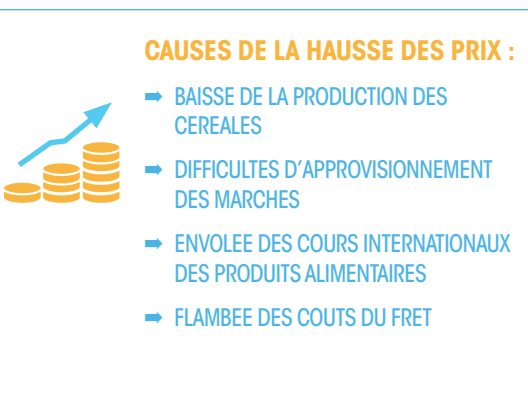 CAUSES DE LA HAUSSE DES PRIX :
➡ BAISSE DE LA PRODUCTION DES
CEREALES
➡ DIFFICULTES D'APPROVISIONNEMENT
DES MARCHES
➡ ENVOLEE DES COURS INTERNATIONAUX
DES PRODUITS ALIMENTAIRES
➡ FLAMBEE DES COUTS DU FRET